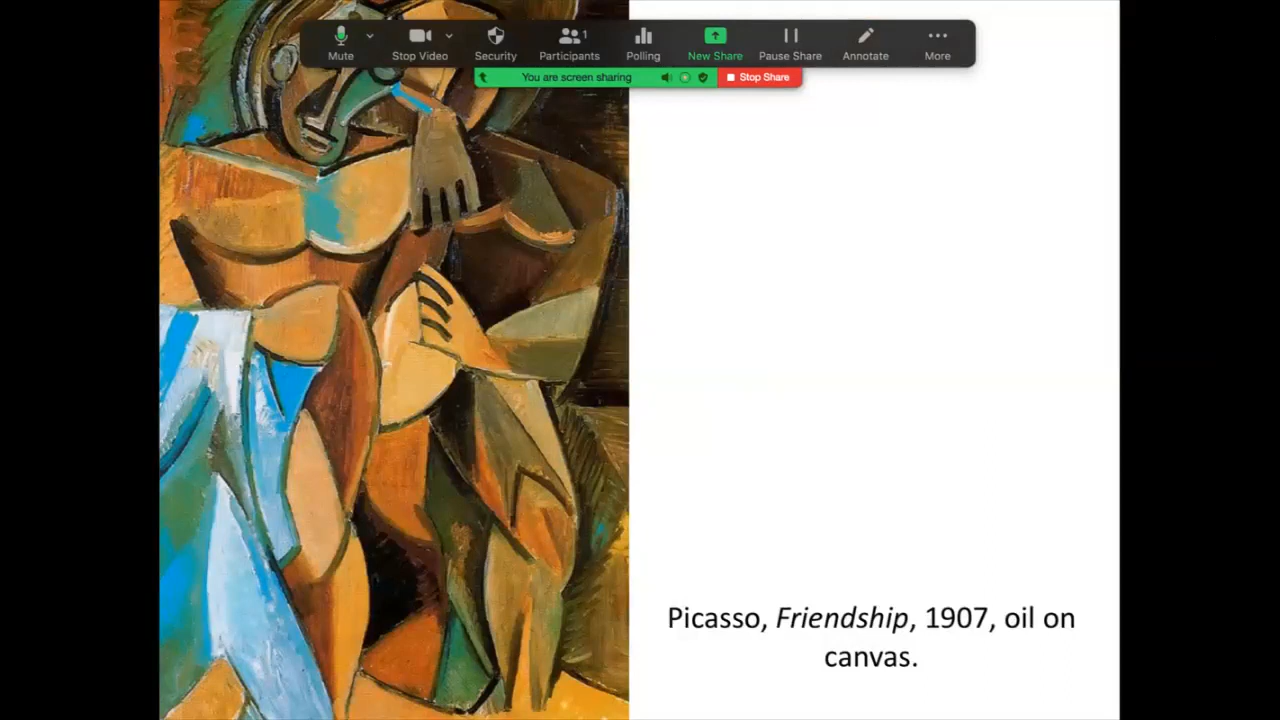 Mute Stop Video Security Participants 1 Polling New Share Pause Share Annotate More
You are screen sharing Stop Share
Picasso, Friendship, 1907, oil on
canvas.